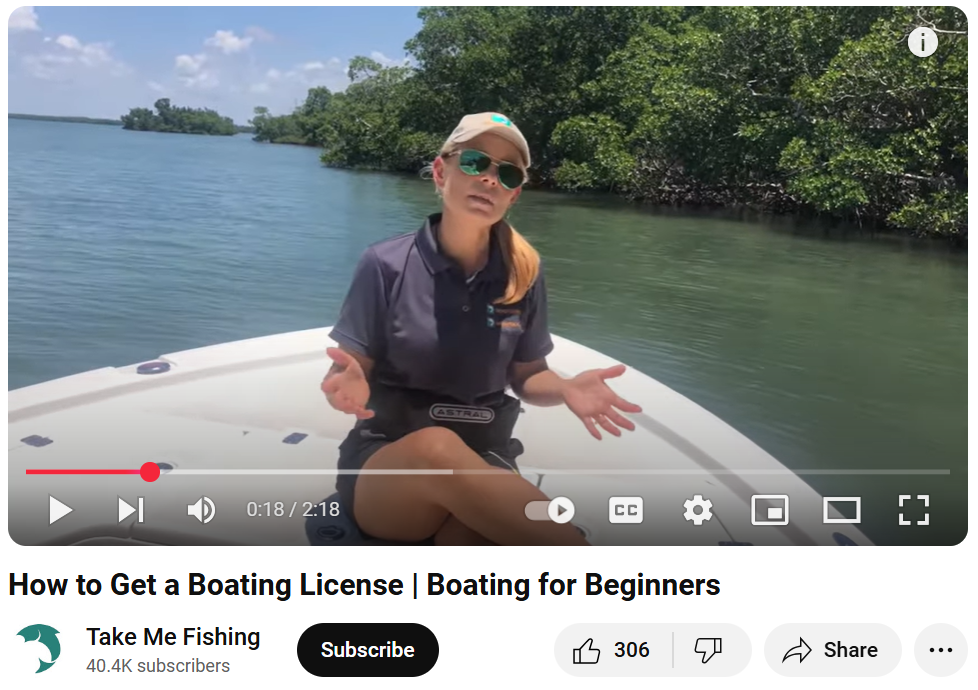 ASTRAL
0:18 / 2:18
CC
How to Get a Boating License | Boating for Beginners
Take Me Fishing
40.4K subscribers
Subscribe
306
Share